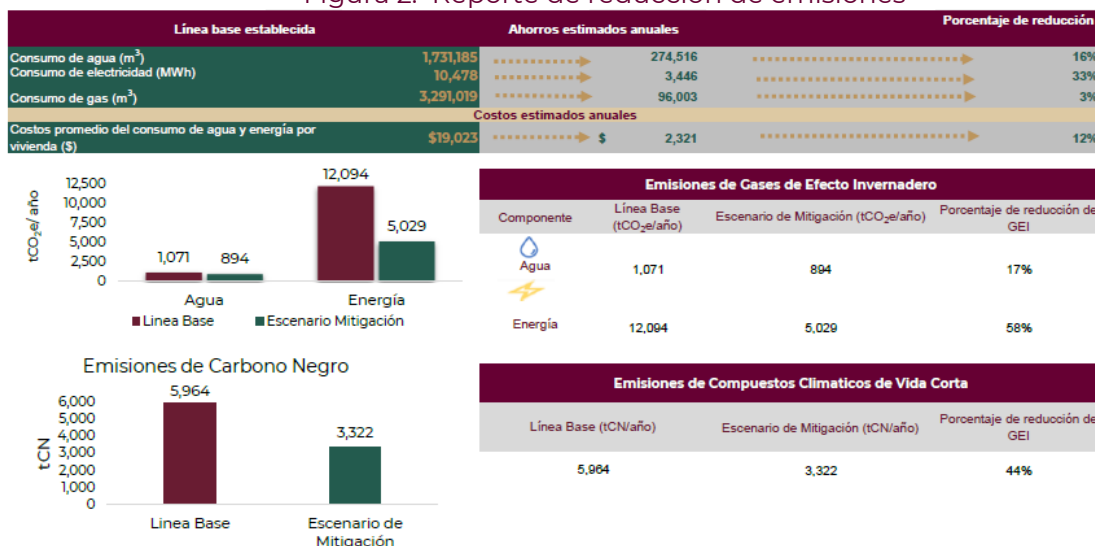 Figura 2. Reporte de reducción de emisiones
Línea base establecida Ahorros estimados anuales Porcentaje de reducción
Consumo de agua (m³) 1,731,185 274,516 16%
Consumo de electricidad (MWh) 10,478 3,446 33%
Consumo de gas (m³) 3,291,019 96,003 3%
Costos estimados anuales
Costos promedio del consumo de agua y energía por
vivienda ($) $19,023 $ 2,321 12%
tCO₂e/ año
12,500
10,000
7,500
5,000
2,500
0
1,071 894 12,094 5,029
Agua Energía
Linea Base Escenario Mitigación
Emisiones de Gases de Efecto Invernadero
Componente Línea Base (tCO₂e/año) Escenario de Mitigación (tCO₂e/año) Porcentaje de reducción de GEI
Agua 1,071 894 17%
Energía 12,094 5,029 58%
Emisiones de Carbono Negro
tCN
6,000
5,000
4,000
3,000
2,000
1,000
0
5,964 3,322
Linea Base Escenario de
Mitigación
Emisiones de Compuestos Climaticos de Vida Corta
Línea Base (tCN/año) Escenario de Mitigación (tCN/año) Porcentaje de reducción de GEI
5,964 3,322 44%